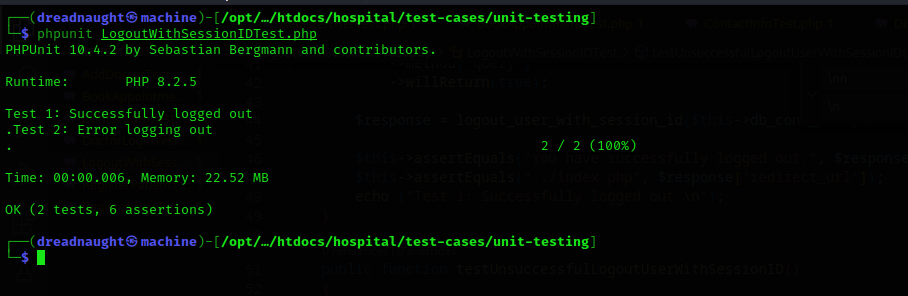 ┌──(dreadnaught㉿machine)-[/opt/…/htdocs/hospital/test-cases/unit-testing]
└─$ phpunit LogoutWithSessionIDTest.php
PHPUnit 10.4.2 by Sebastian Bergmann and contributors.
Runtime:       PHP 8.2.5
Test 1: Successfully logged out
.Test 2: Error logging out
.                                                                   2 / 2 (100%)
Time: 00:00.006, Memory: 22.52 MB
OK (2 tests, 6 assertions)
┌──(dreadnaught㉿machine)-[/opt/…/htdocs/hospital/test-cases/unit-testing]
└─$